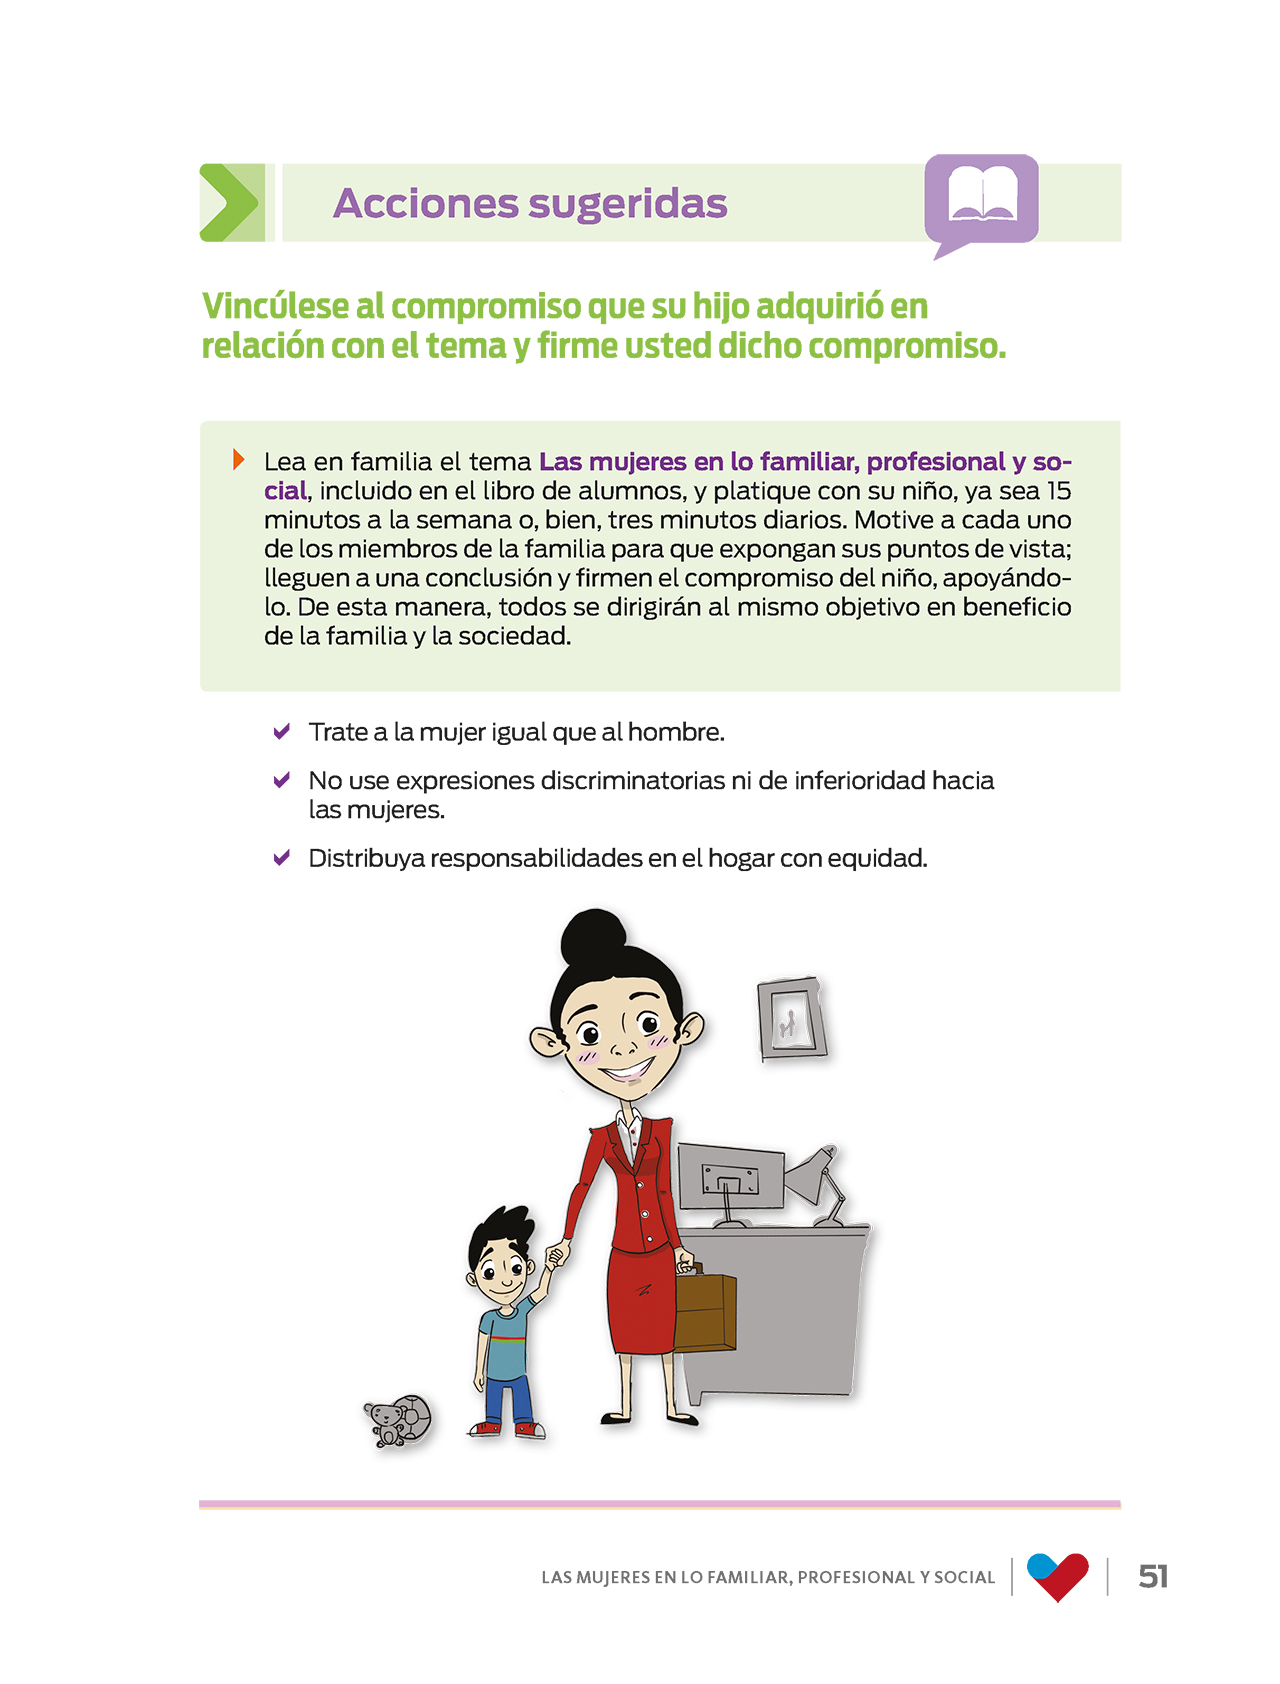 Acciones sugeridas
Vincúlese al compromiso que su hijo adquirió en
relación con el tema y firme usted dicho compromiso.
Lea en familia el tema Las mujeres en lo familiar, profesional y so-
cial, incluido en el libro de alumnos, y platique con su niño, ya sea 15
minutos a la semana o, bien, tres minutos diarios. Motive a cada uno
de los miembros de la familia para que expongan sus puntos de vista;
lleguen a una conclusión y firmen el compromiso del niño, apoyándo-
lo. De esta manera, todos se dirigirán al mismo objetivo en beneficio
de la familia y la sociedad.
Trate a la mujer igual que al hombre.
No use expresiones discriminatorias ni de inferioridad hacia
las mujeres.
Distribuya responsabilidades en el hogar con equidad.
LAS MUJERES EN LO FAMILIAR, PROFESIONAL Y SOCIAL
51